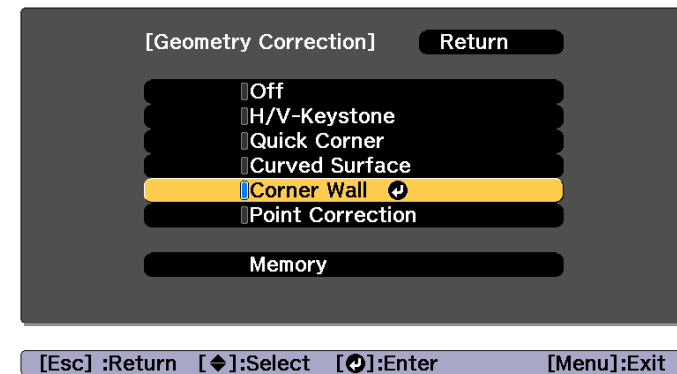 [Geometry Correction] Return
Off
H/V-Keystone
Quick Corner
Curved Surface
Corner Wall
Point Correction
Memory
[Esc] :Return [◆]:Select [↵]:Enter [Menu]:Exit